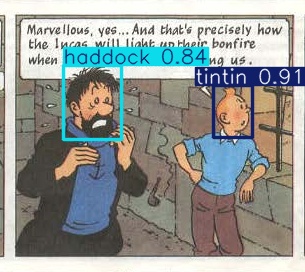 Marvellous, yes... And that's precisely how
the Incas will light up their bonfire
when
ng us.
haddock 0.84
tintin 0.91